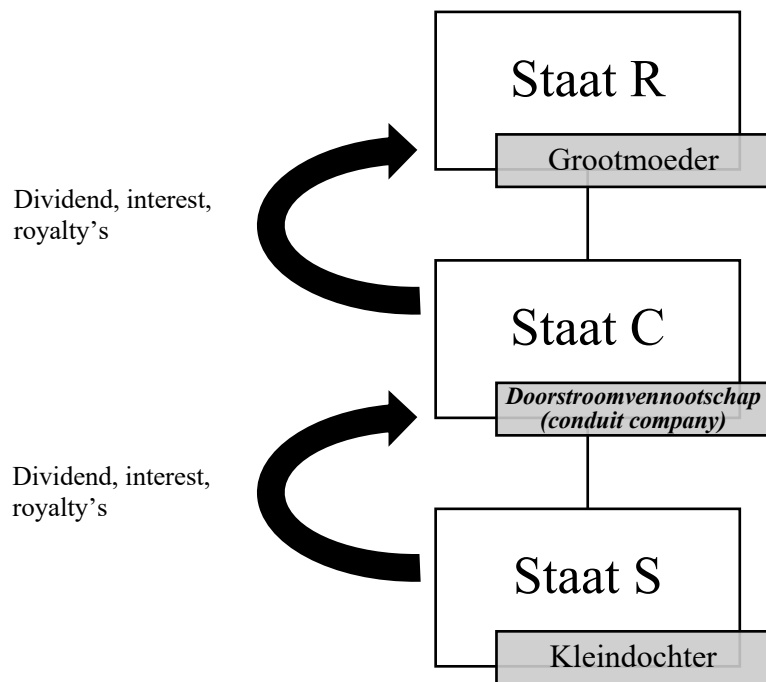 Staat R
Grootmoeder
Dividend, interest,
royalty's
Staat C
Doorstroomvennootschap
(conduit company)
Dividend, interest,
royalty's
Staat S
Kleindochter